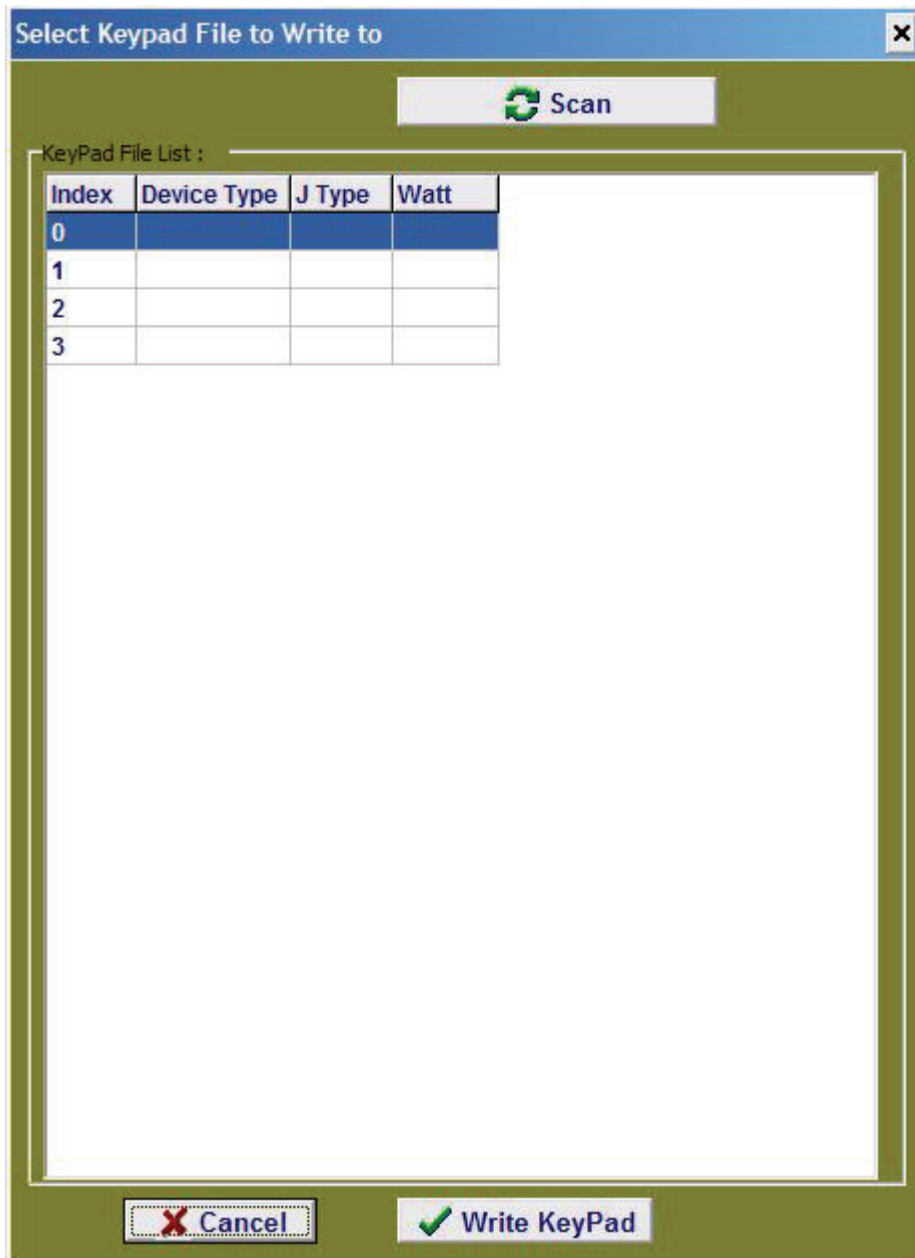 Select Keypad File to Write to
Scan
KeyPad File List :
Index Device Type J Type Watt
0
1
2
3
Cancel Write KeyPad